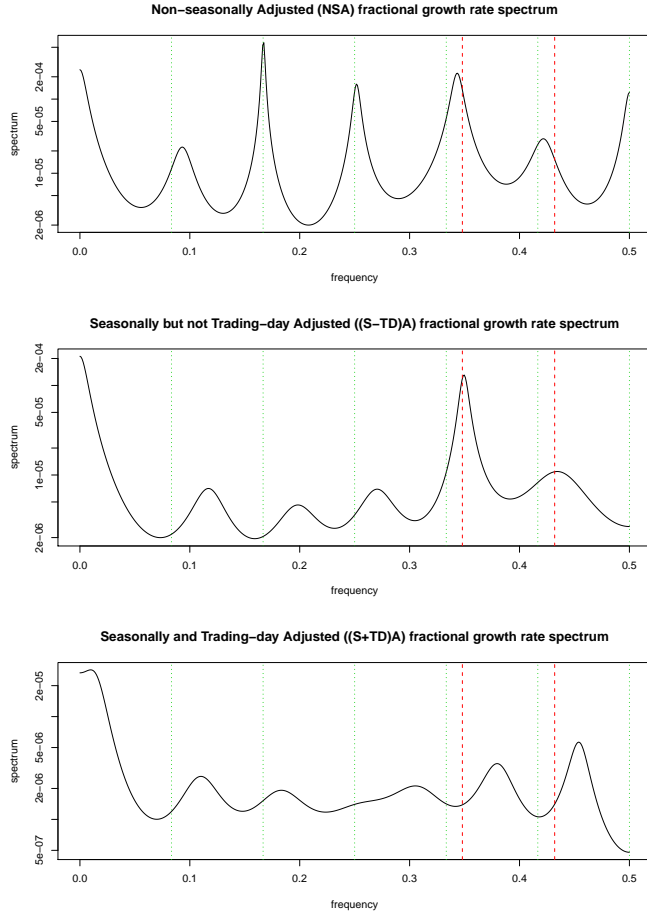 Non−seasonally Adjusted (NSA) fractional growth rate spectrum
spectrum
2e−04
5e−05
1e−05
2e−06
0.0 0.1 0.2 0.3 0.4 0.5
frequency
Seasonally but not Trading−day Adjusted ((S−TD)A) fractional growth rate spectrum
spectrum
2e−04
5e−05
1e−05
2e−06
0.0 0.1 0.2 0.3 0.4 0.5
frequency
Seasonally and Trading−day Adjusted ((S+TD)A) fractional growth rate spectrum
spectrum
2e−05
5e−06
2e−06
5e−07
0.0 0.1 0.2 0.3 0.4 0.5
frequency